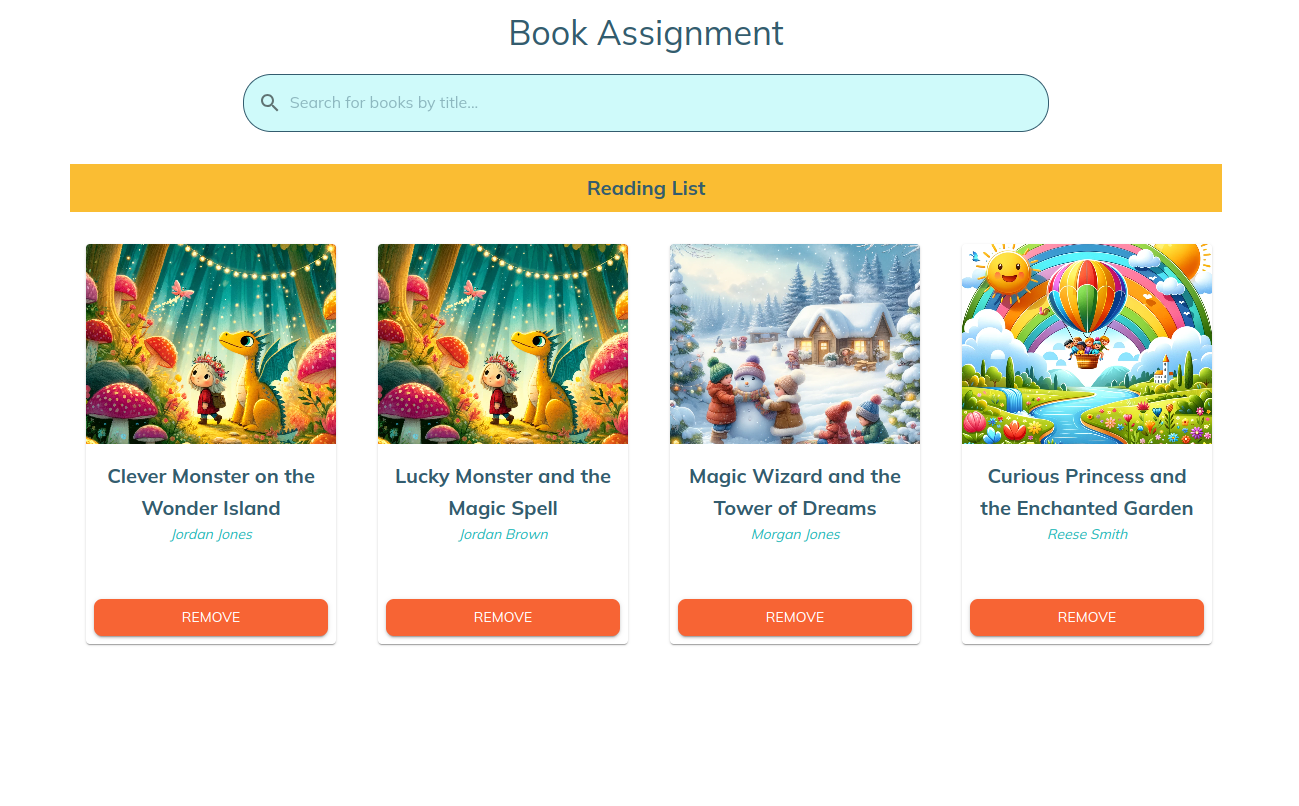 Book Assignment
Search for books by title...
Reading List
Clever Monster on the
Wonder Island
Jordan Jones
REMOVE
Lucky Monster and the
Magic Spell
Jordan Brown
REMOVE
Magic Wizard and the
Tower of Dreams
Morgan Jones
REMOVE
Curious Princess and
the Enchanted Garden
Reese Smith
REMOVE